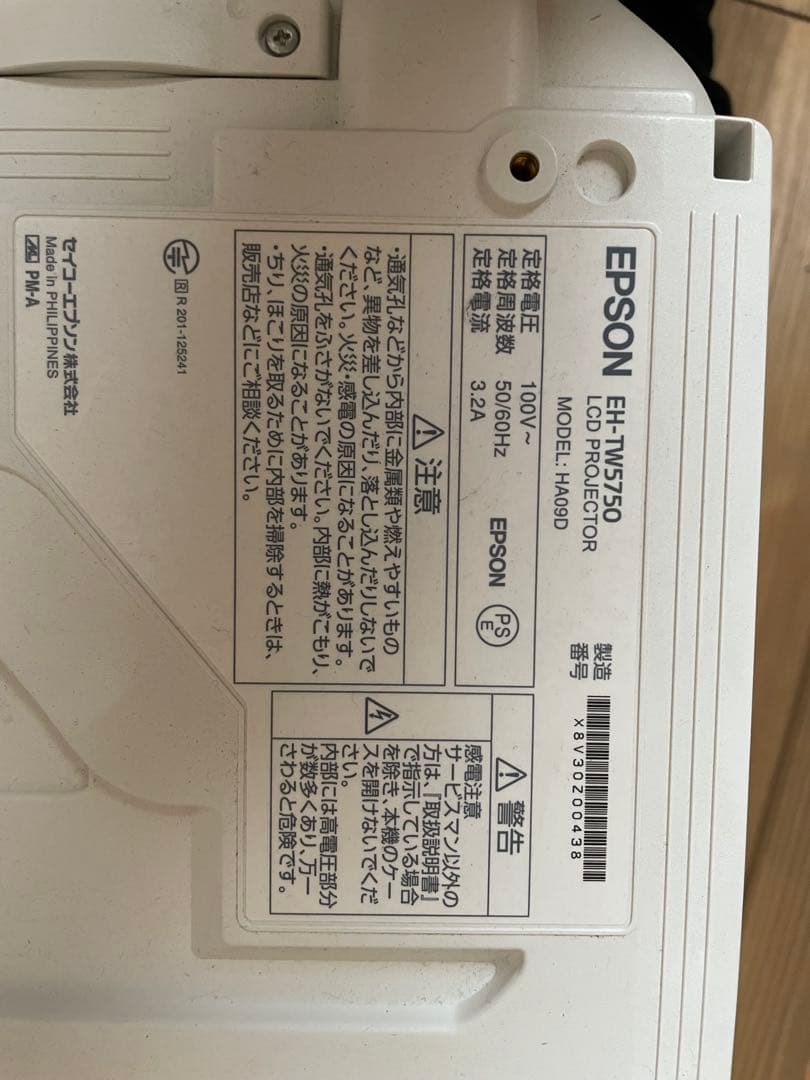 EPSON EH-TW5750
LCD PROJECTOR
MODEL: HA09D
製造
番号
X8V30200438
定格電圧 100V~
定格周波数 50/60Hz
定格電流 3.2A
EPSON
PS
E
注意
・通気孔などから内部に金属類や燃えやすいもの
など、異物を差し込んだり、落とし込んだりしないで
ください。火災・感電の原因になることがあります。
・通気孔をふさがないでください。内部に熱がこもり、
火災の原因になることがあります。
・ちり、ほこりを取るために内部を掃除するときは、
販売店などにご相談ください。
警告
感電注意
サービスマン以外の
方は、『取扱説明書』
で指示している場合
を除き、本機のケー
スを開けないでくだ
さい。
内部には高電圧部分
が数多くあり、万一
さわると危険です。
R R 201-125241
セイコーエプソン株式会社
Made in PHILIPPINES
PM-A